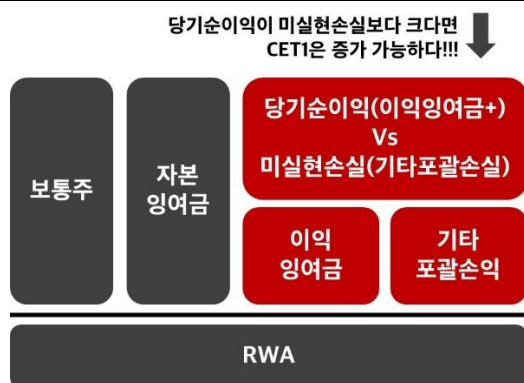 당기순이익이 미실현손실보다 크다면
CET1은 증가 가능하다!!!
보통주
자본
잉여금
당기순이익(이익잉여금+)
Vs
미실현손실(기타포괄손실)
이익
잉여금
기타
포괄손익
RWA